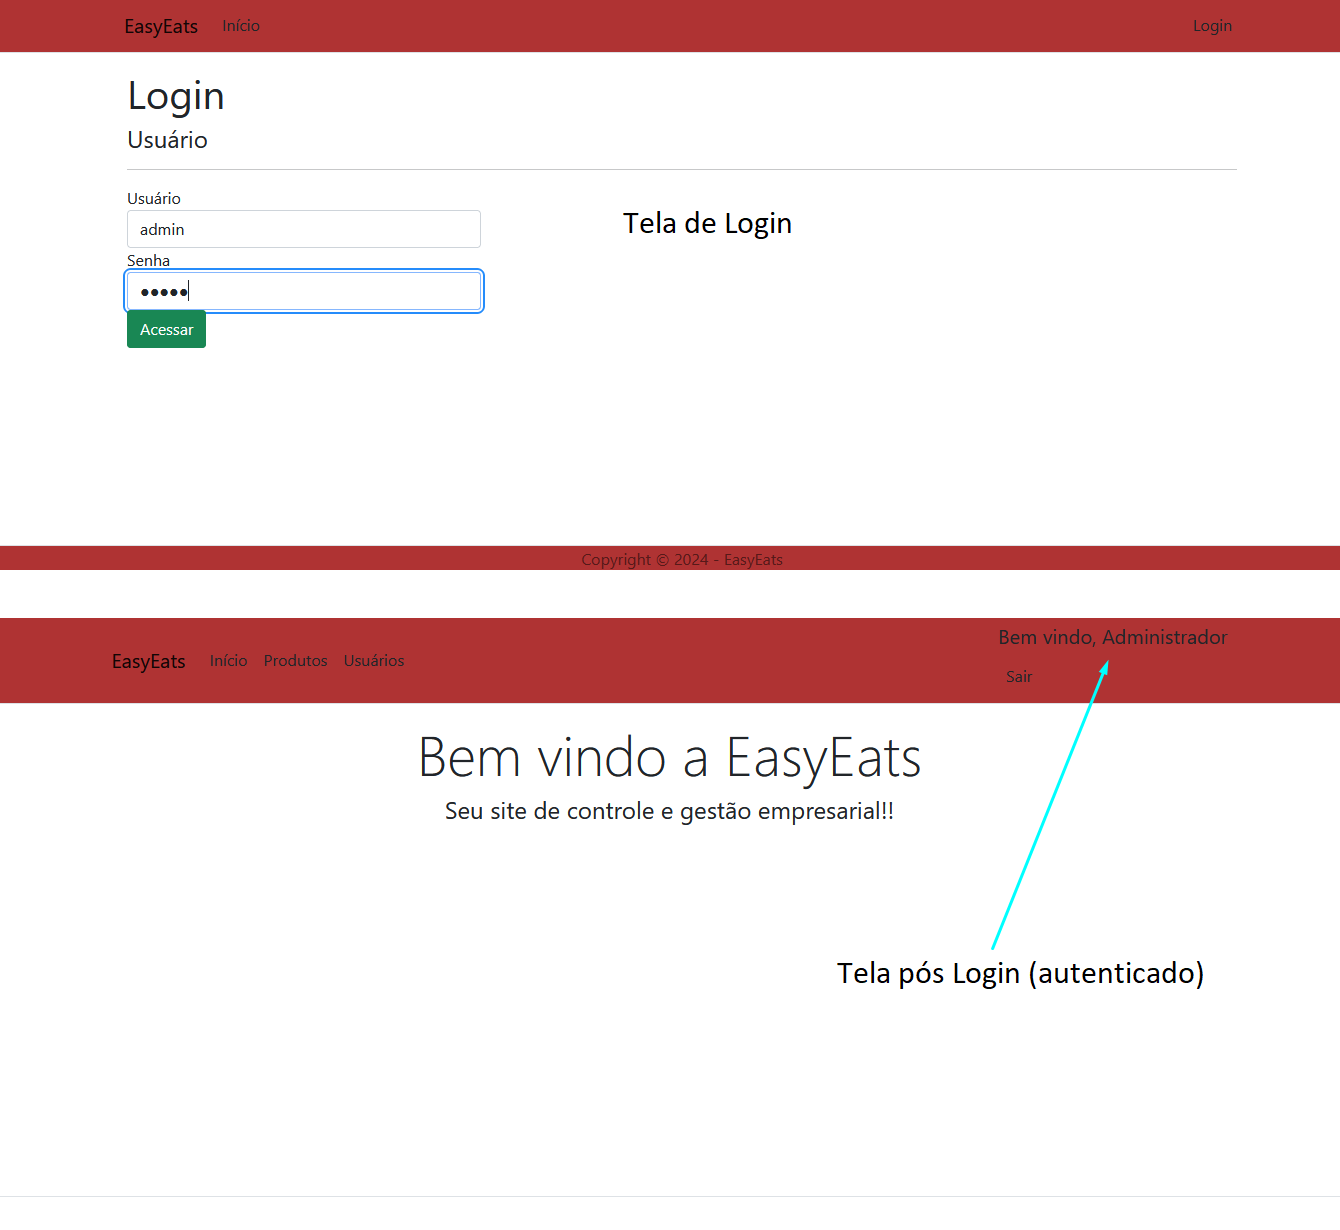 EasyEats Início Login
Login
Usuário
Usuário
admin
Tela de Login
Senha
•••••
Acessar
Copyright © 2024 - EasyEats
Bem vindo, Administrador
EasyEats Início Produtos Usuários
Sair
Bem vindo a EasyEats
Seu site de controle e gestão empresarial!!
Tela pós Login (autenticado)